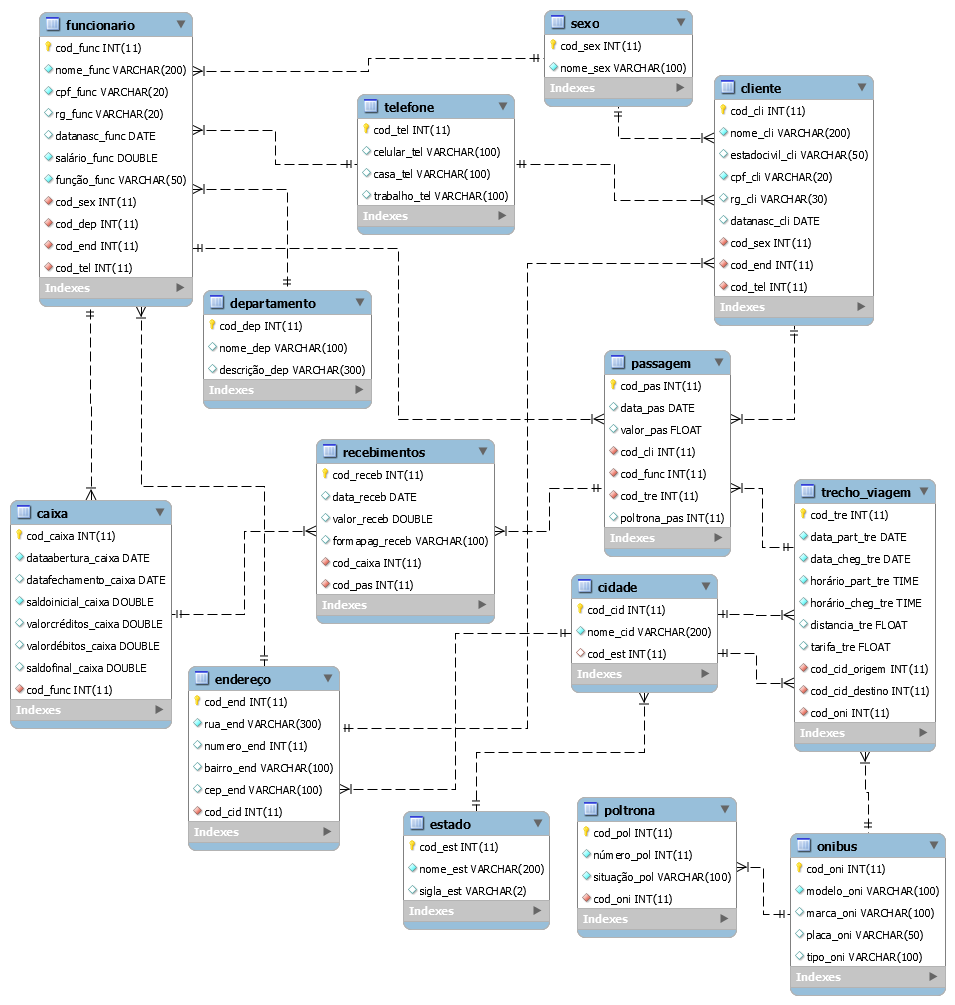 funcionario
cod_func INT(11)
nome_func VARCHAR(200)
cpf_func VARCHAR(20)
rg_func VARCHAR(20)
datanasc_func DATE
salário_func DOUBLE
função_func VARCHAR(50)
cod_sex INT(11)
cod_dep INT(11)
cod_end INT(11)
cod_tel INT(11)
Indexes
sexo
cod_sex INT(11)
nome_sex VARCHAR(100)
Indexes
telefone
cod_tel INT(11)
celular_tel VARCHAR(100)
casa_tel VARCHAR(100)
trabalho_tel VARCHAR(100)
Indexes
cliente
cod_cli INT(11)
nome_cli VARCHAR(200)
estadocivil_cli VARCHAR(50)
cpf_cli VARCHAR(20)
rg_cli VARCHAR(30)
datanasc_cli DATE
cod_sex INT(11)
cod_end INT(11)
cod_tel INT(11)
Indexes
departamento
cod_dep INT(11)
nome_dep VARCHAR(100)
descrição_dep VARCHAR(300)
Indexes
passagem
cod_pas INT(11)
data_pas DATE
valor_pas FLOAT
cod_cli INT(11)
cod_func INT(11)
cod_tre INT(11)
poltrona_pas INT(11)
Indexes
recebimentos
cod_receb INT(11)
data_receb DATE
valor_receb DOUBLE
formapag_receb VARCHAR(100)
cod_caixa INT(11)
cod_pas INT(11)
Indexes
trecho_viagem
cod_tre INT(11)
data_part_tre DATE
data_cheg_tre DATE
horário_part_tre TIME
horário_cheg_tre TIME
distancia_tre FLOAT
tarifa_tre FLOAT
cod_cid_origem INT(11)
cod_cid_destino INT(11)
cod_oni INT(11)
Indexes
caixa
cod_caixa INT(11)
dataabertura_caixa DATE
datafechamento_caixa DATE
saldoinicial_caixa DOUBLE
valorcréditos_caixa DOUBLE
valordébitos_caixa DOUBLE
saldofinal_caixa DOUBLE
cod_func INT(11)
Indexes
cidade
cod_cid INT(11)
nome_cid VARCHAR(200)
cod_est INT(11)
Indexes
endereço
cod_end INT(11)
rua_end VARCHAR(300)
numero_end INT(11)
bairro_end VARCHAR(100)
cep_end VARCHAR(100)
cod_cid INT(11)
Indexes
estado
cod_est INT(11)
nome_est VARCHAR(200)
sigla_est VARCHAR(2)
Indexes
poltrona
cod_pol INT(11)
número_pol INT(11)
situação_pol VARCHAR(100)
cod_oni INT(11)
Indexes
onibus
cod_oni INT(11)
modelo_oni VARCHAR(100)
marca_oni VARCHAR(100)
placa_oni VARCHAR(50)
tipo_oni VARCHAR(100)
Indexes